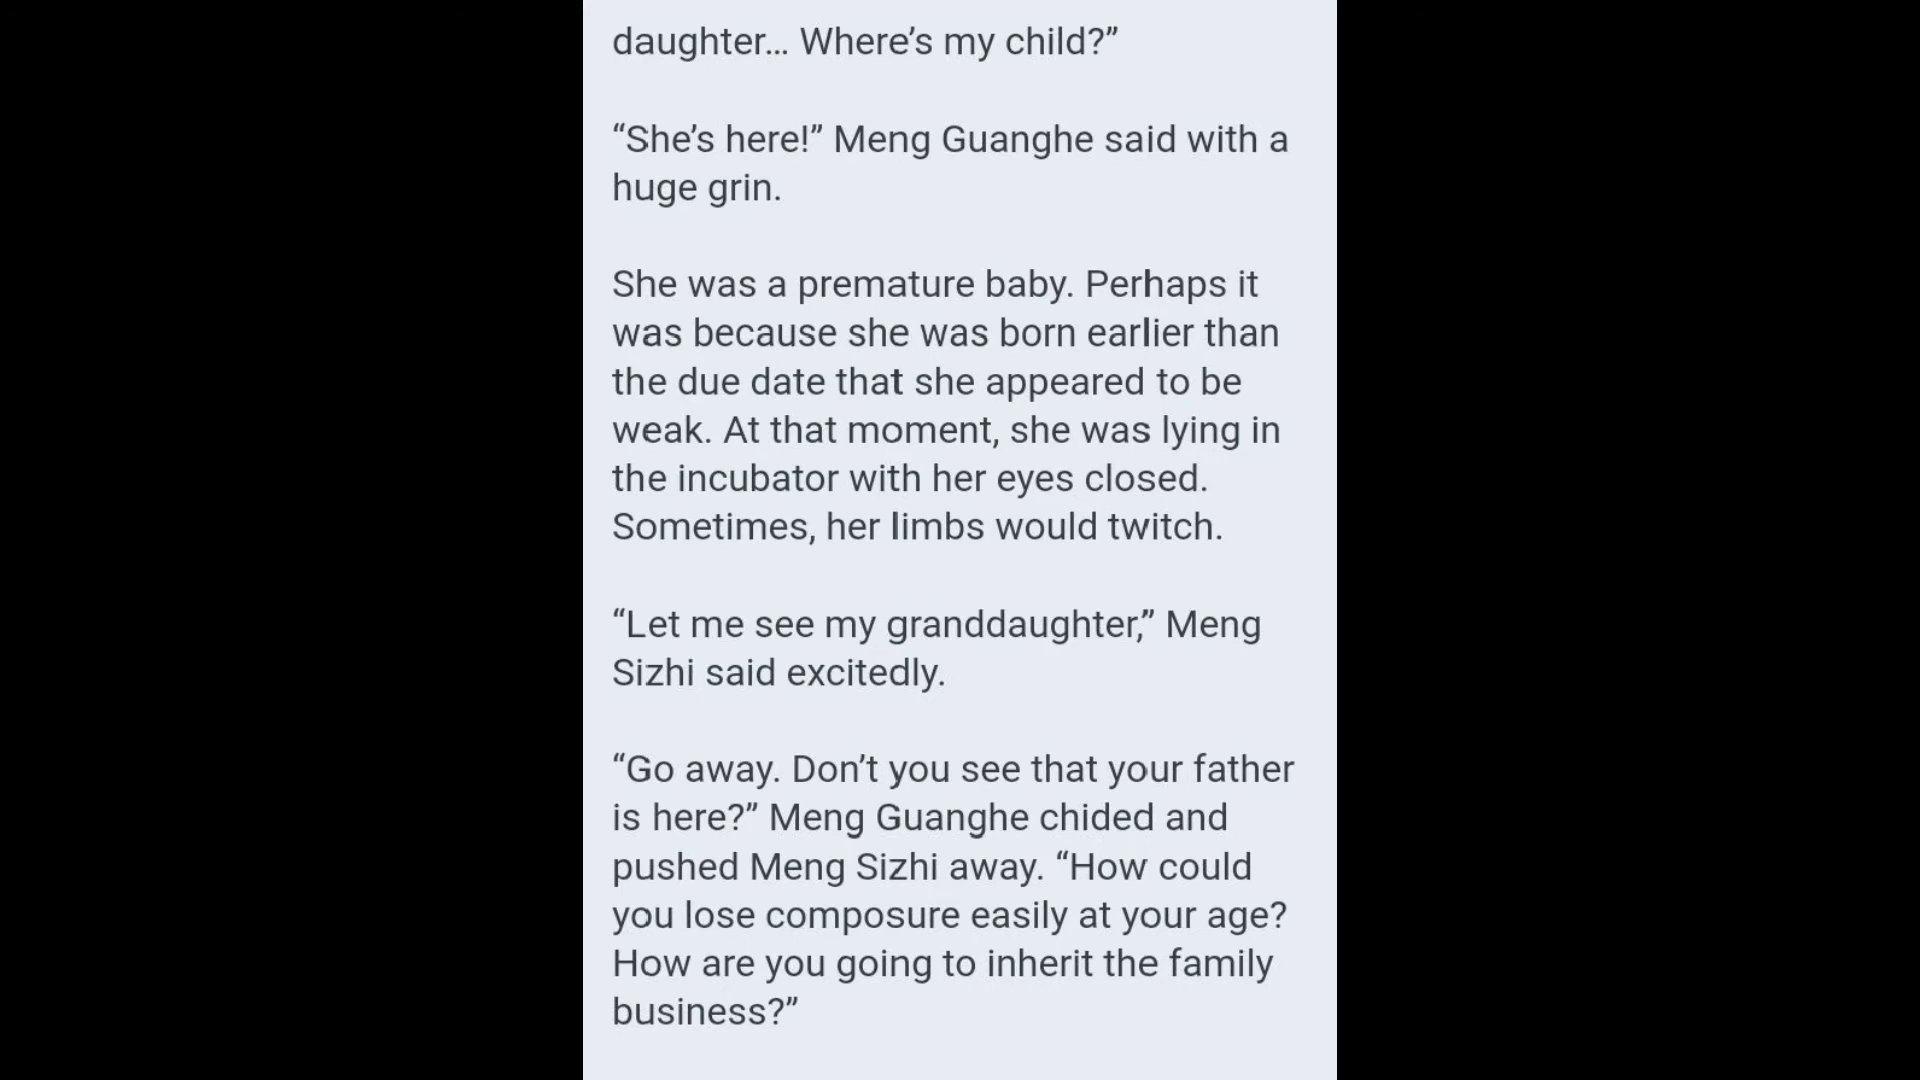 daughter… Where’s my child?”
“She’s here!” Meng Guanghe said with a
huge grin.
She was a premature baby. Perhaps it
was because she was born earlier than
the due date that she appeared to be
weak. At that moment, she was lying in
the incubator with her eyes closed.
Sometimes, her limbs would twitch.
“Let me see my granddaughter,” Meng
Sizhi said excitedly.
“Go away. Don’t you see that your father
is here?” Meng Guanghe chided and
pushed Meng Sizhi away. “How could
you lose composure easily at your age?
How are you going to inherit the family
business?”